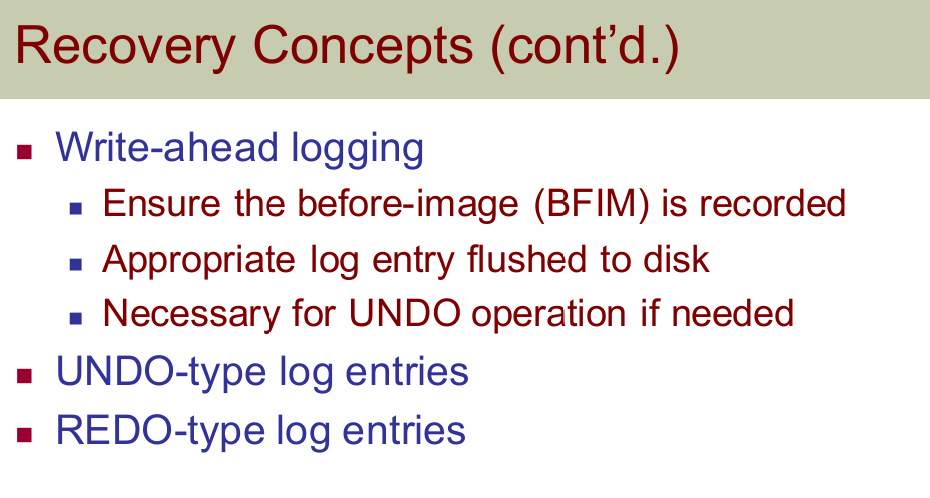 Recovery Concepts (cont’d.)
Write-ahead logging
Ensure the before-image (BFIM) is recorded
Appropriate log entry flushed to disk
Necessary for UNDO operation if needed
UNDO-type log entries
REDO-type log entries